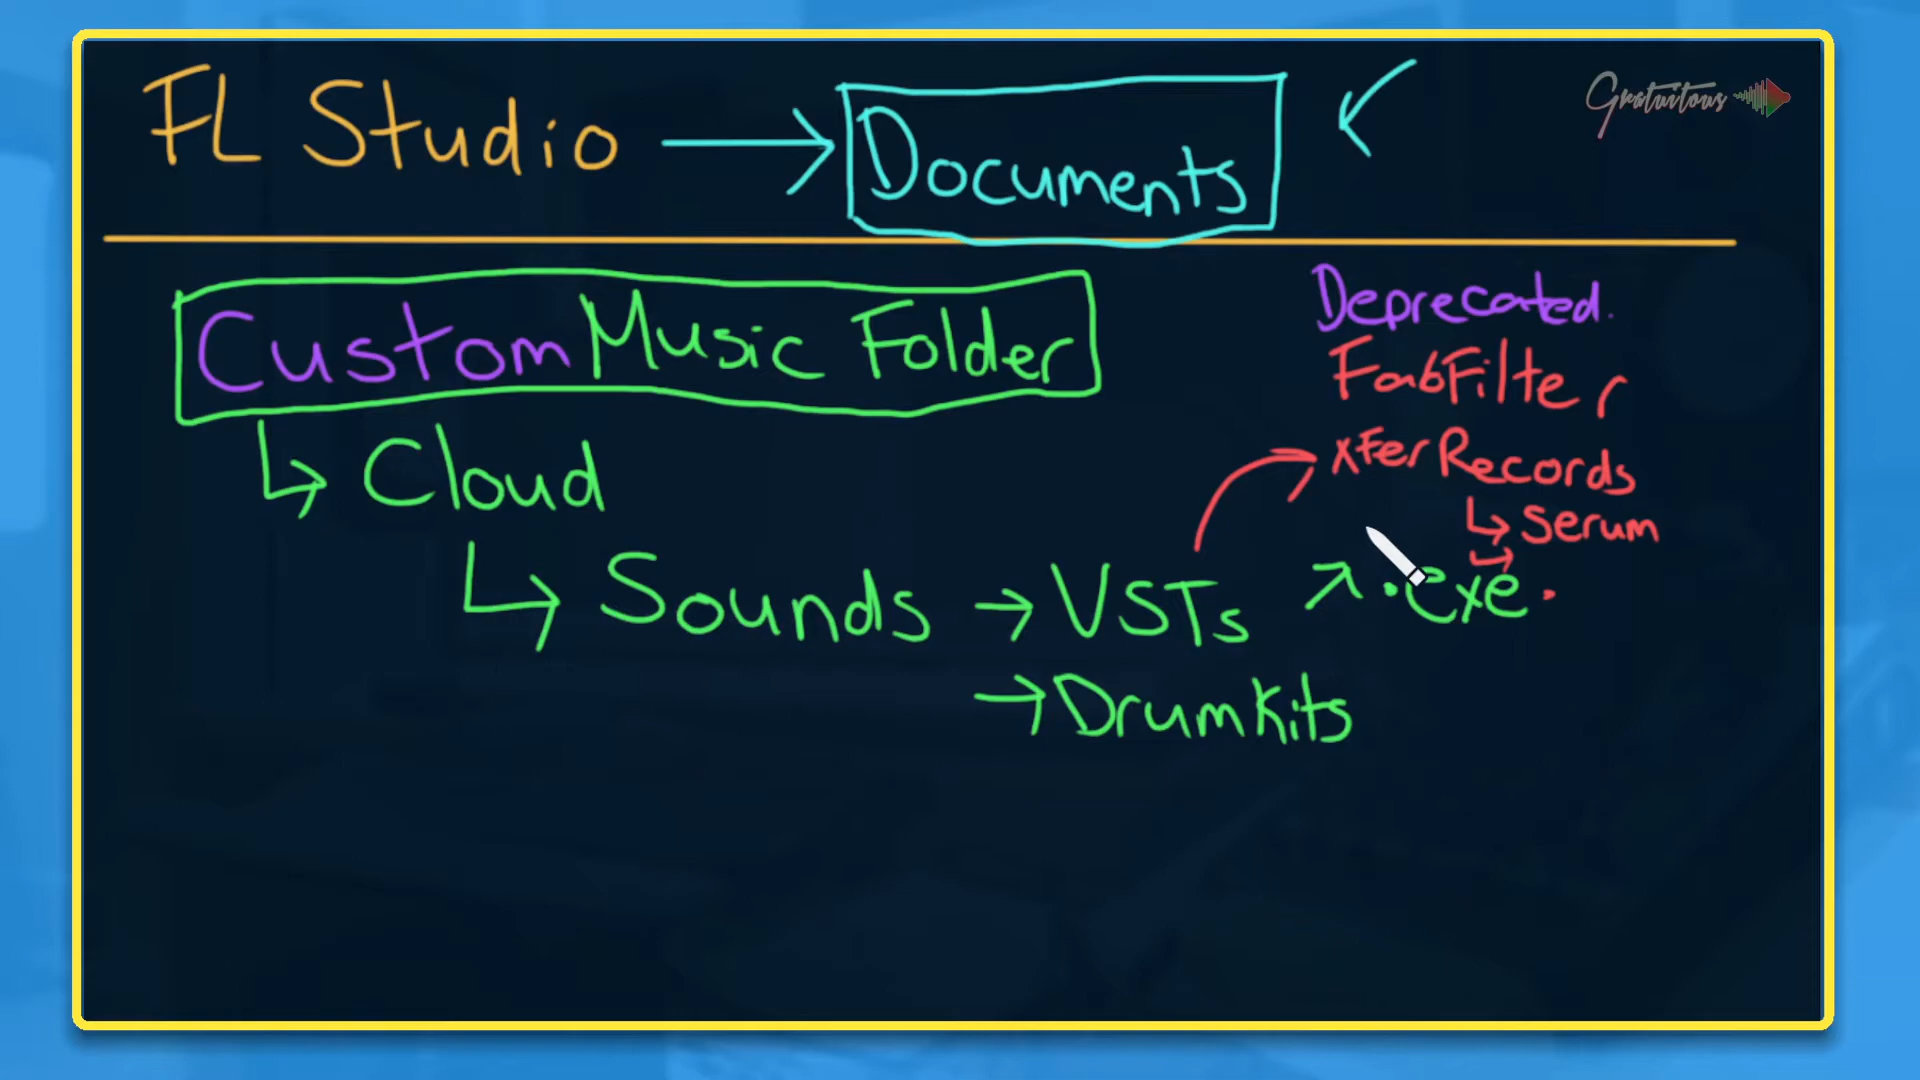 FL Studio → Documents
Gratuitous
Custom Music Folder
Deprecated.
FabFilter
xFer Records
↳ Serum
↳ Cloud
↳ Sounds → VSTs ↗ .exe.
→ Drumkits